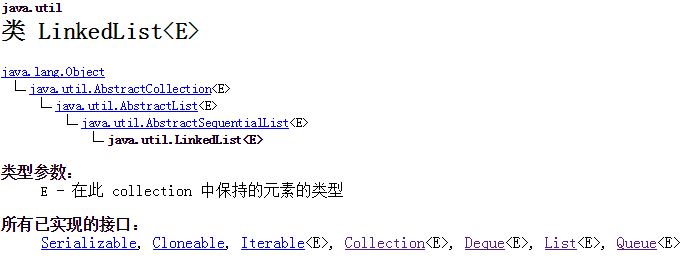 java.util
类 LinkedList<E>
java.lang.Object
java.util.AbstractCollection<E>
java.util.AbstractList<E>
java.util.AbstractSequentialList<E>
java.util.LinkedList<E>
类型参数：
E - 在此 collection 中保持的元素的类型
所有已实现的接口：
Serializable, Cloneable, Iterable<E>, Collection<E>, Deque<E>, List<E>, Queue<E>